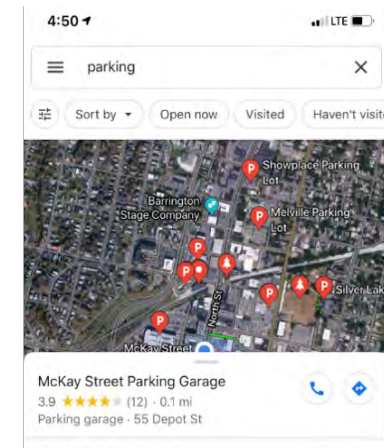 4:50
LTE
parking
Sort by
Open now
Visited
Haven't visite
Showplace Parking
Lot
Barrington
Stage Company
Melville Parking
Lot
Silver Lak
North St
McKay Street
McKay Street Parking Garage
3.9 (12) · 0.1 mi
Parking garage · 55 Depot St